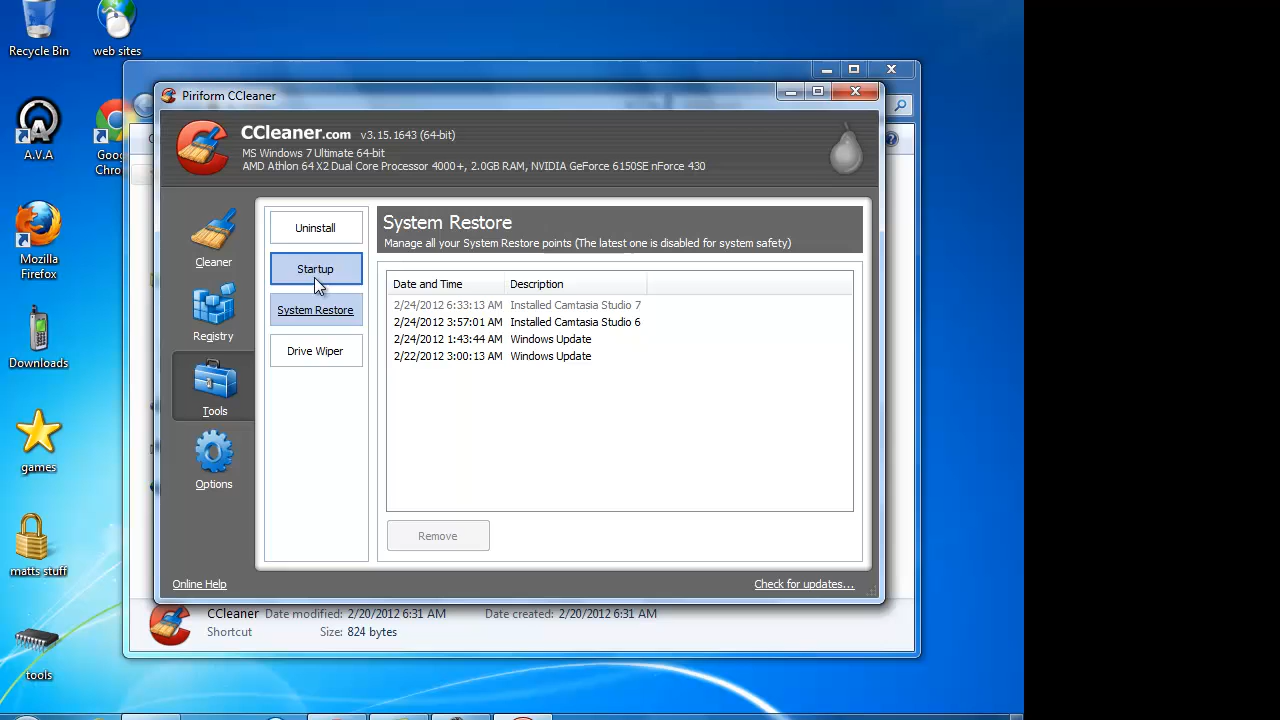 Recycle Bin
web sites
A.V.A
Goo
Chro
Mozilla
Firefox
Downloads
games
matts stuff
tools
Piriform CCleaner
CCleaner.com v3.15.1643 (64-bit)
MS Windows 7 Ultimate 64-bit
AMD Athlon 64 X2 Dual Core Processor 4000+, 2.0GB RAM, NVIDIA GeForce 6150SE nForce 430
Cleaner
Registry
Tools
Options
Uninstall
Startup
System Restore
Drive Wiper
System Restore
Manage all your System Restore points (The latest one is disabled for system safety)
Date and Time Description
2/24/2012 6:33:13 AM Installed Camtasia Studio 7
2/24/2012 3:57:01 AM Installed Camtasia Studio 6
2/24/2012 1:43:44 AM Windows Update
2/22/2012 3:00:13 AM Windows Update
Remove
Online Help
Check for updates...
CCleaner Date modified: 2/20/2012 6:31 AM Date created: 2/20/2012 6:31 AM
Shortcut Size: 824 bytes